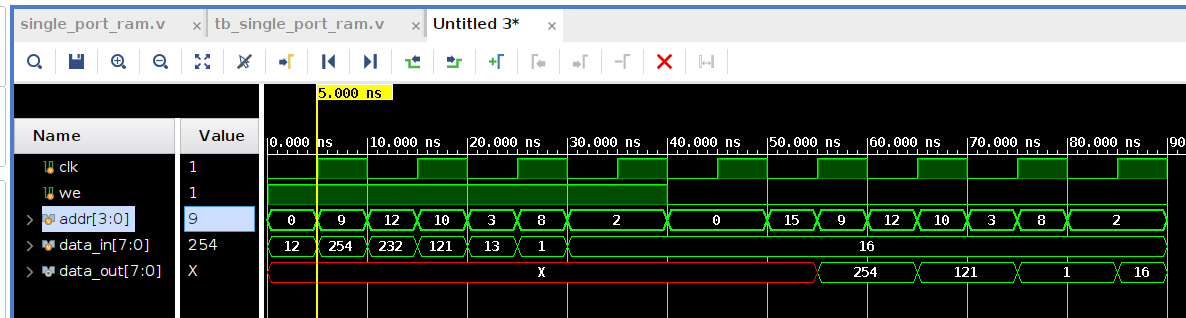 single_port_ram.v × tb_single_port_ram.v × Untitled 3* ×
5.000 ns
Name Value
0.000 ns 10.000 ns 20.000 ns 30.000 ns 40.000 ns 50.000 ns 60.000 ns 70.000 ns 80.000 ns 90
clk 1
we 1
addr[3:0] 9 0 9 12 10 3 8 2 0 15 9 12 10 3 8 2
data_in[7:0] 254 12 254 232 121 13 1 16
data_out[7:0] X X 254 121 1 16